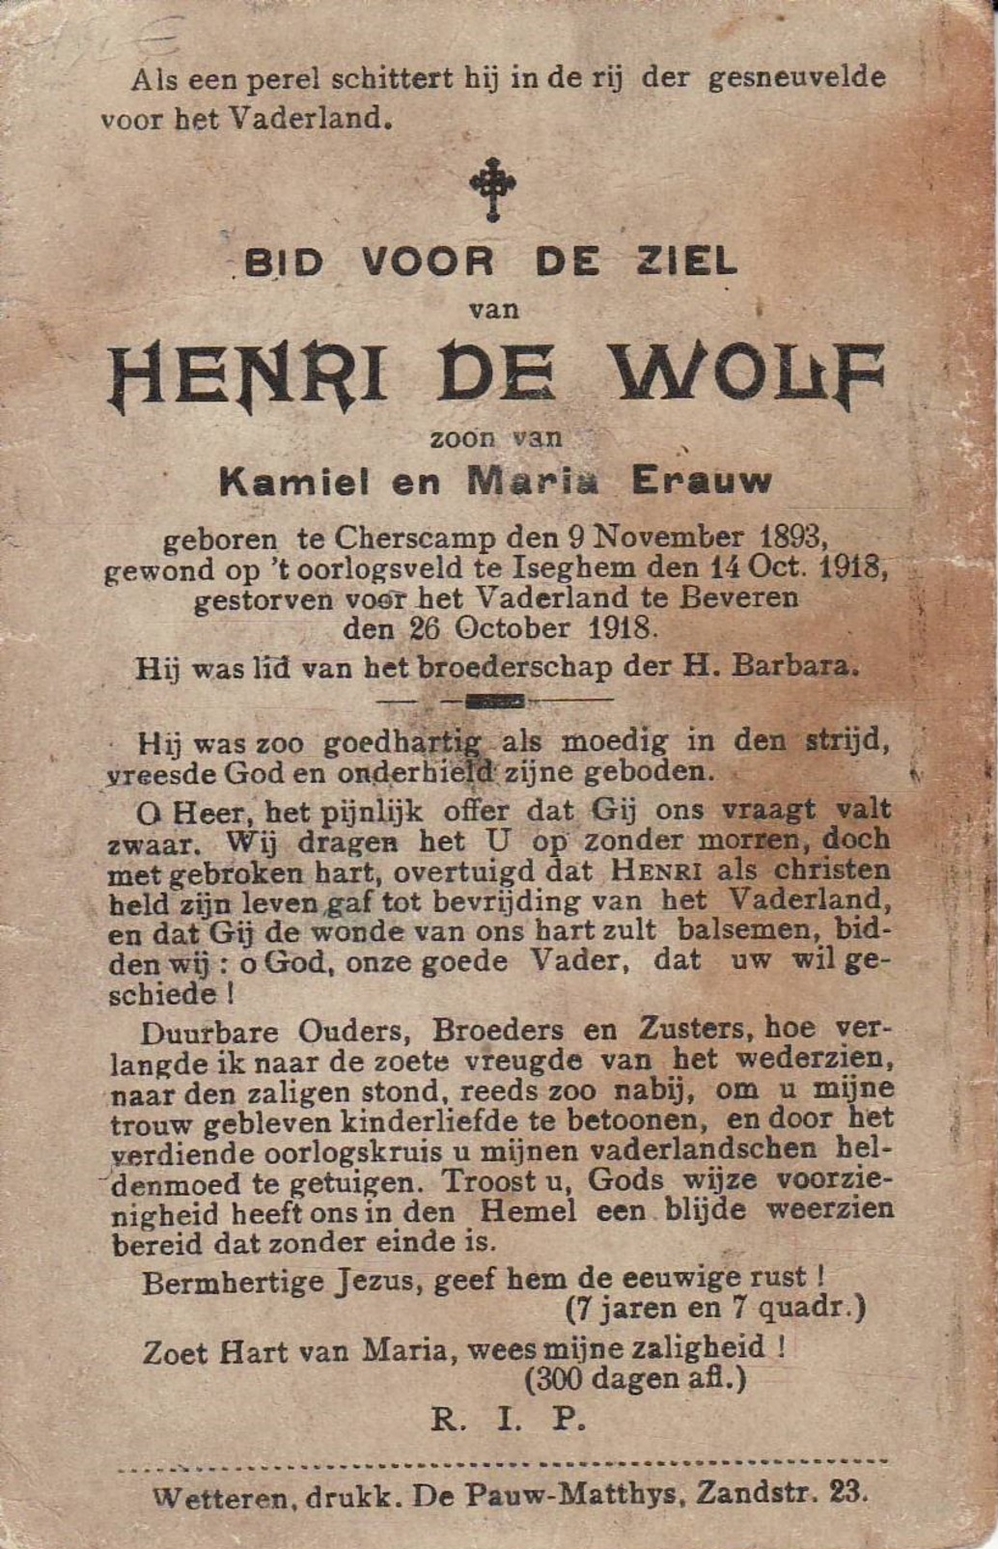 Als een perel schittert hij in de rij der gesneuvelde
voor het Vaderland.
BID VOOR DE ZIEL
van
HENRI DE WOLF
zoon van
Kamiel en Maria Erauw
geboren te Cherscamp den 9 November 1893,
gewond op 't oorlogsveld te Iseghem den 14 Oct. 1918,
gestorven voor het Vaderland te Beveren
den 26 October 1918.
Hij was lid van het broederschap der H. Barbara.
Hij was zoo goedhartig als moedig in den strijd,
vreesde God en onderhield zijne geboden.
O Heer, het pijnlijk offer dat Gij ons vraagt valt
zwaar. Wij dragen het U op zonder morren, doch
met gebroken hart, overtuigd dat HENRI als christen
held zijn leven gaf tot bevrijding van het Vaderland,
en dat Gij de wonde van ons hart zult balsemen, bid-
den wij : o God, onze goede Vader, dat uw wil ge-
schiede !
Duurbare Ouders, Broeders en Zusters, hoe ver-
langde ik naar de zoete vreugde van het wederzien,
naar den zaligen stond, reeds zoo nabij, om u mijne
trouw gebleven kinderliefde te betoonen, en door het
verdiende oorlogskruis u mijnen vaderlandschen hel-
denmoed te getuigen. Troost u, Gods wijze voorzie-
nigheid heeft ons in den Hemel een blijde weerzien
bereid dat zonder einde is.
Bermhertige Jezus, geef hem de eeuwige rust !
(7 jaren en 7 quadr.)
Zoet Hart van Maria, wees mijne zaligheid !
(300 dagen afl.)
R. I. P.
Wetteren, drukk. De Pauw-Matthys, Zandstr. 23.